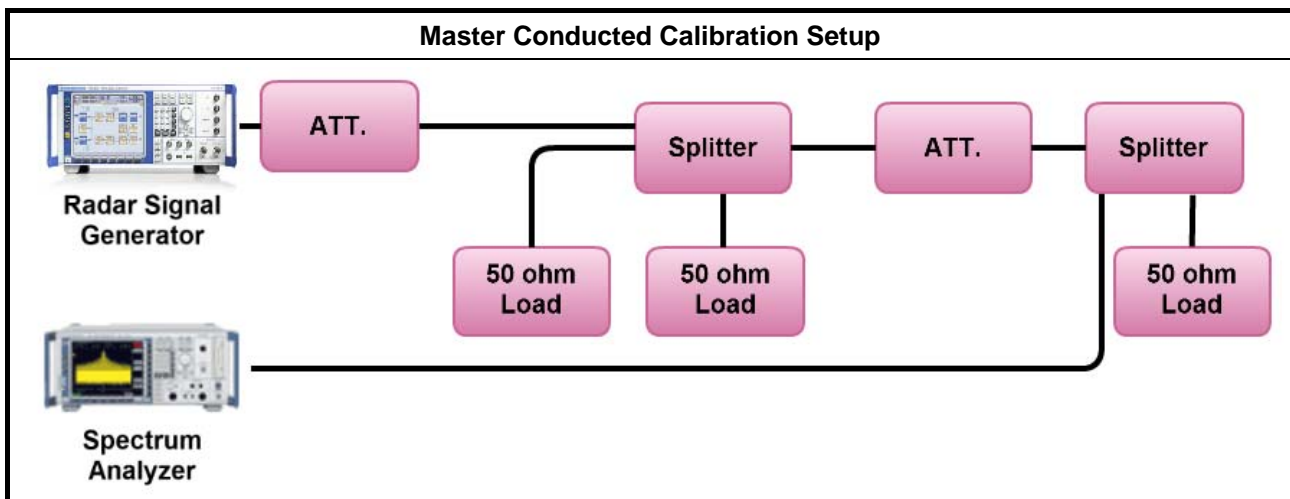 Master Conducted Calibration Setup
ATT.
Splitter
ATT.
Splitter
Radar Signal
Generator
50 ohm
Load
50 ohm
Load
50 ohm
Load
Spectrum
Analyzer